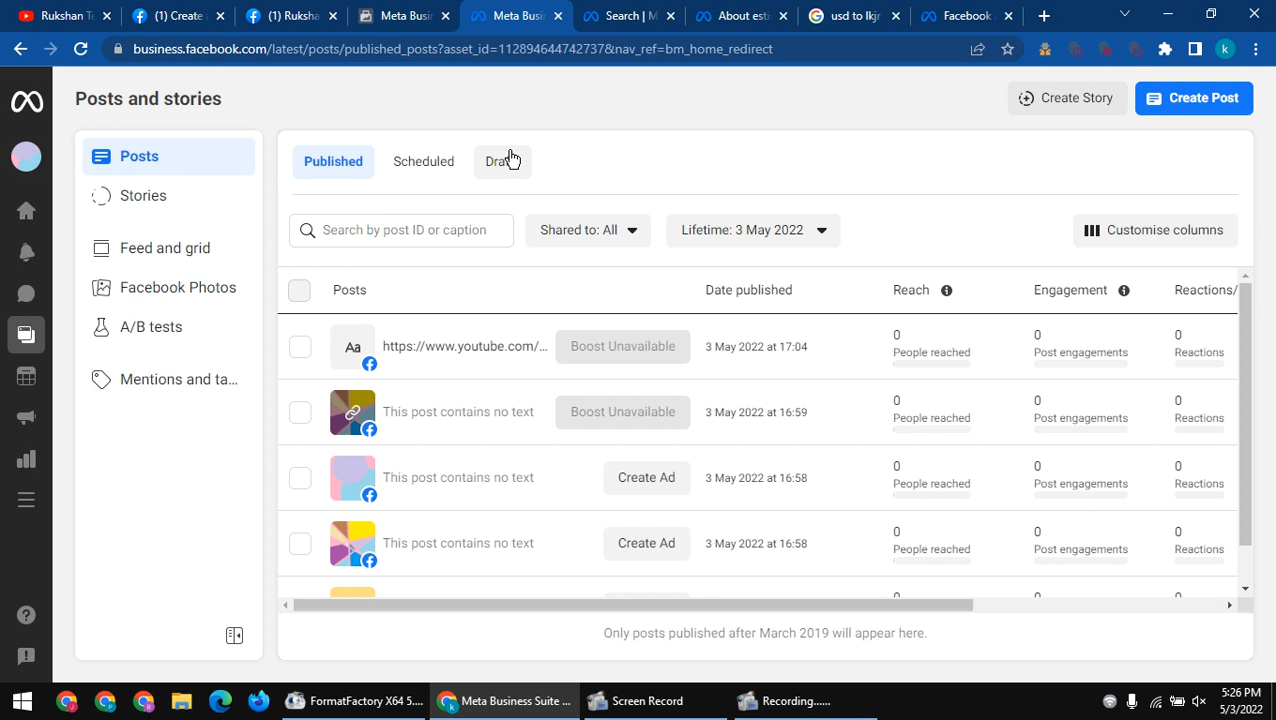 Rukshan Te
(1) Create
(1) Ruksha
Meta Busin
Meta Busin
Search | M
About esti
usd to lkr
Facebook
business.facebook.com/latest/posts/published_posts?asset_id=112894644742737&nav_ref=bm_home_redirect
k
Posts and stories
Create Story
Create Post
Posts
Stories
Feed and grid
Facebook Photos
A/B tests
Mentions and ta...
Published
Scheduled
Search by post ID or caption
Shared to: All
Lifetime: 3 May 2022
Customise columns
Posts
Date published
Reach
Engagement
Reactions/
Aa
https://www.youtube.com/...
Boost Unavailable
3 May 2022 at 17:04
0
People reached
0
Post engagements
0
Reactions
This post contains no text
Boost Unavailable
3 May 2022 at 16:59
0
People reached
0
Post engagements
0
Reactions
This post contains no text
Create Ad
3 May 2022 at 16:58
0
People reached
0
Post engagements
0
Reactions
This post contains no text
Create Ad
3 May 2022 at 16:58
0
People reached
0
Post engagements
0
Reactions
Only posts published after March 2019 will appear here.
FormatFactory X64 5....
Meta Business Suite ...
Screen Record
Recording......
5:26 PM
5/3/2022